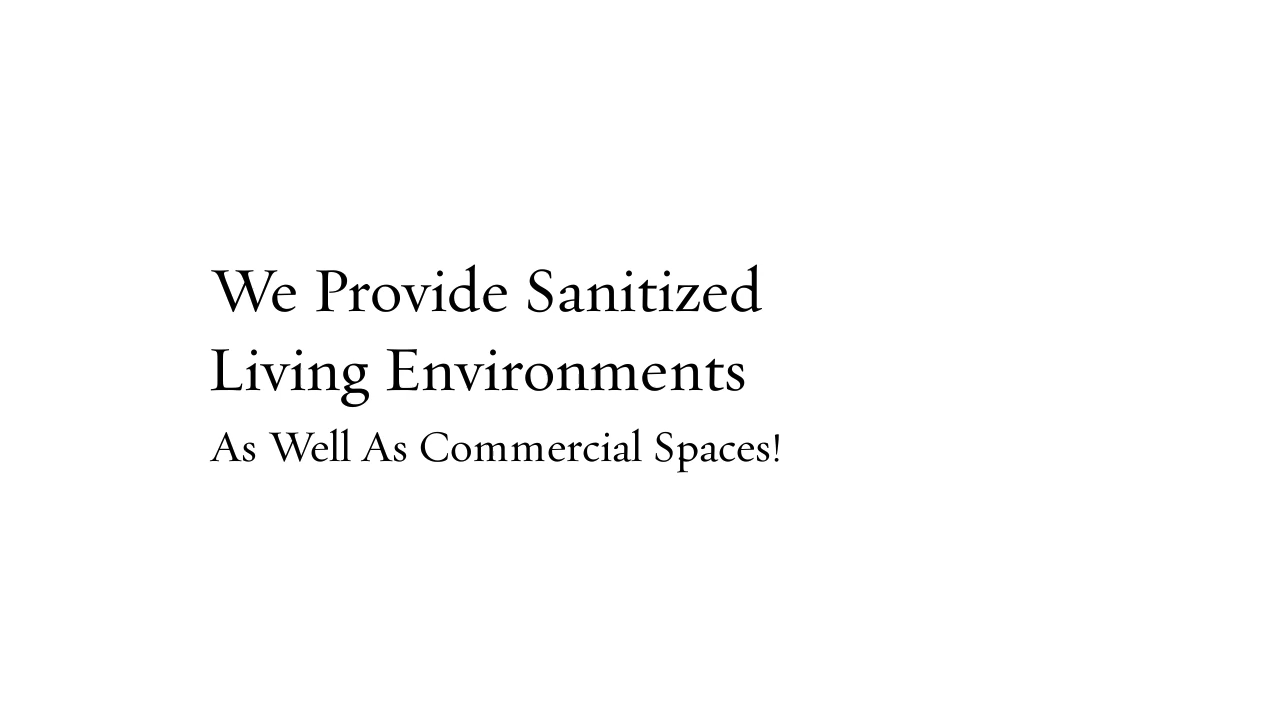 We Provide Sanitized
Living Environments
As Well As Commercial Spaces!